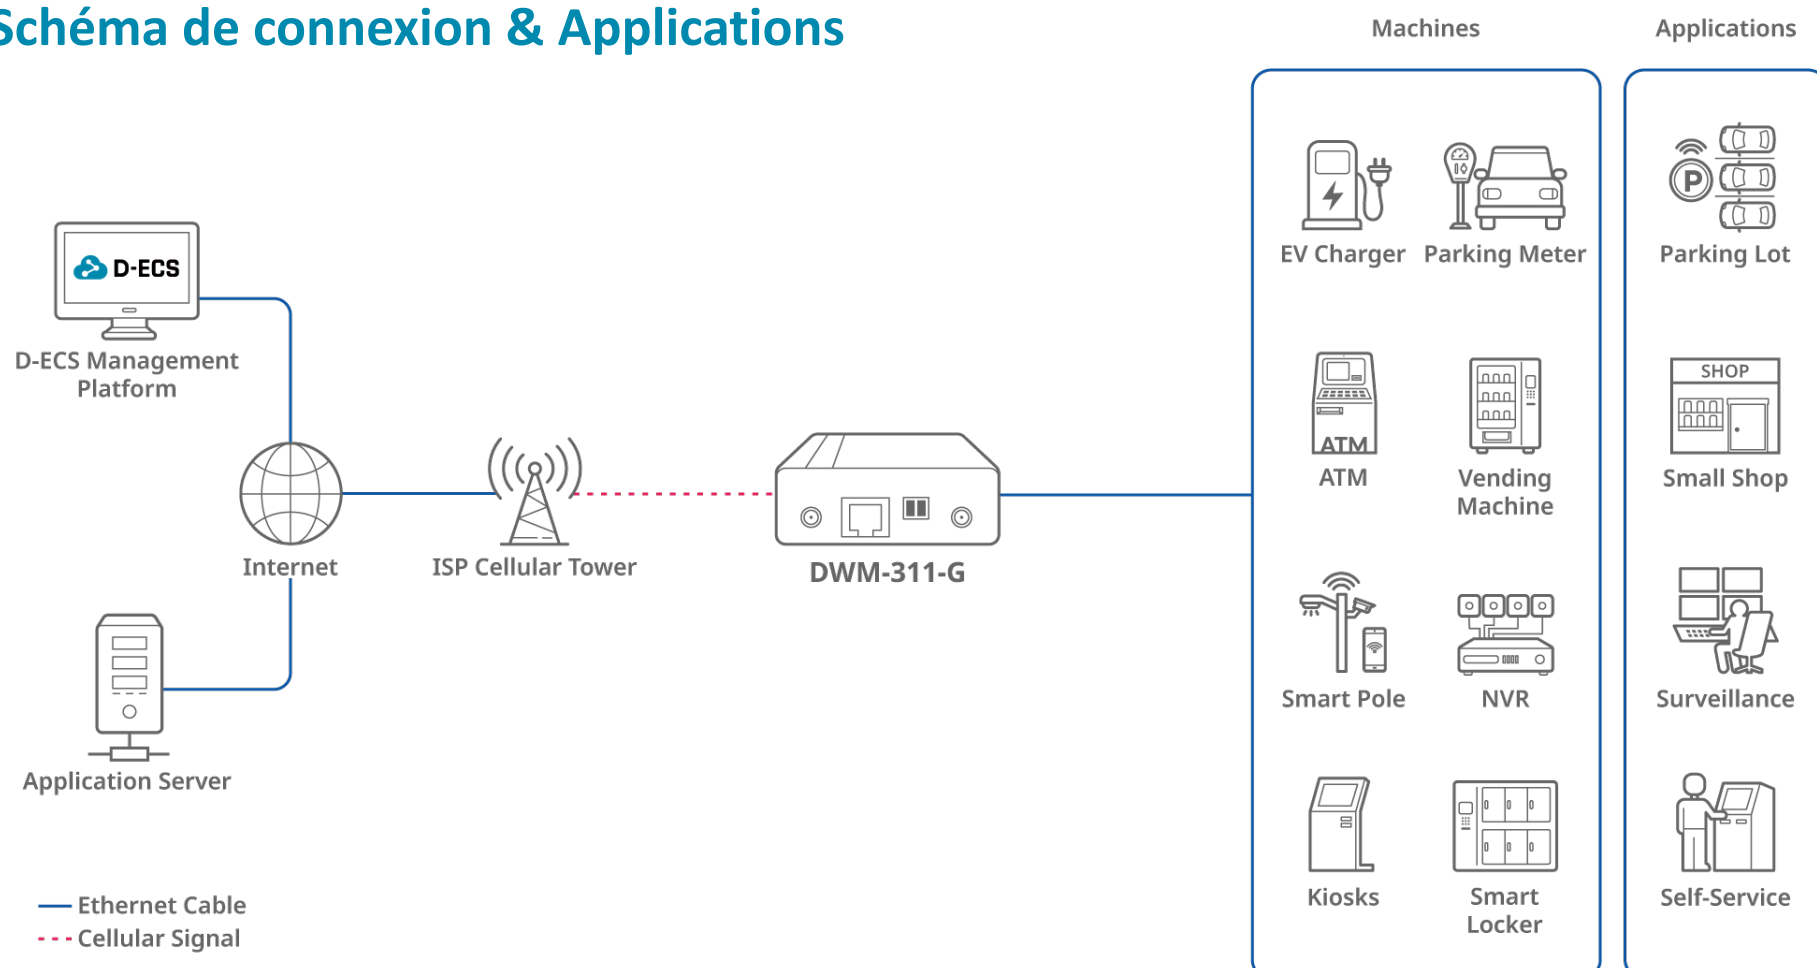 Schéma de connexion & Applications
Machines
Applications
D-ECS
D-ECS Management
Platform
Internet
ISP Cellular Tower
DWM-311-G
Application Server
Ethernet Cable
Cellular Signal
EV Charger
Parking Meter
ATM
ATM
Vending
Machine
Smart Pole
NVR
Kiosks
Smart
Locker
P
Parking Lot
SHOP
Small Shop
Surveillance
Self-Service